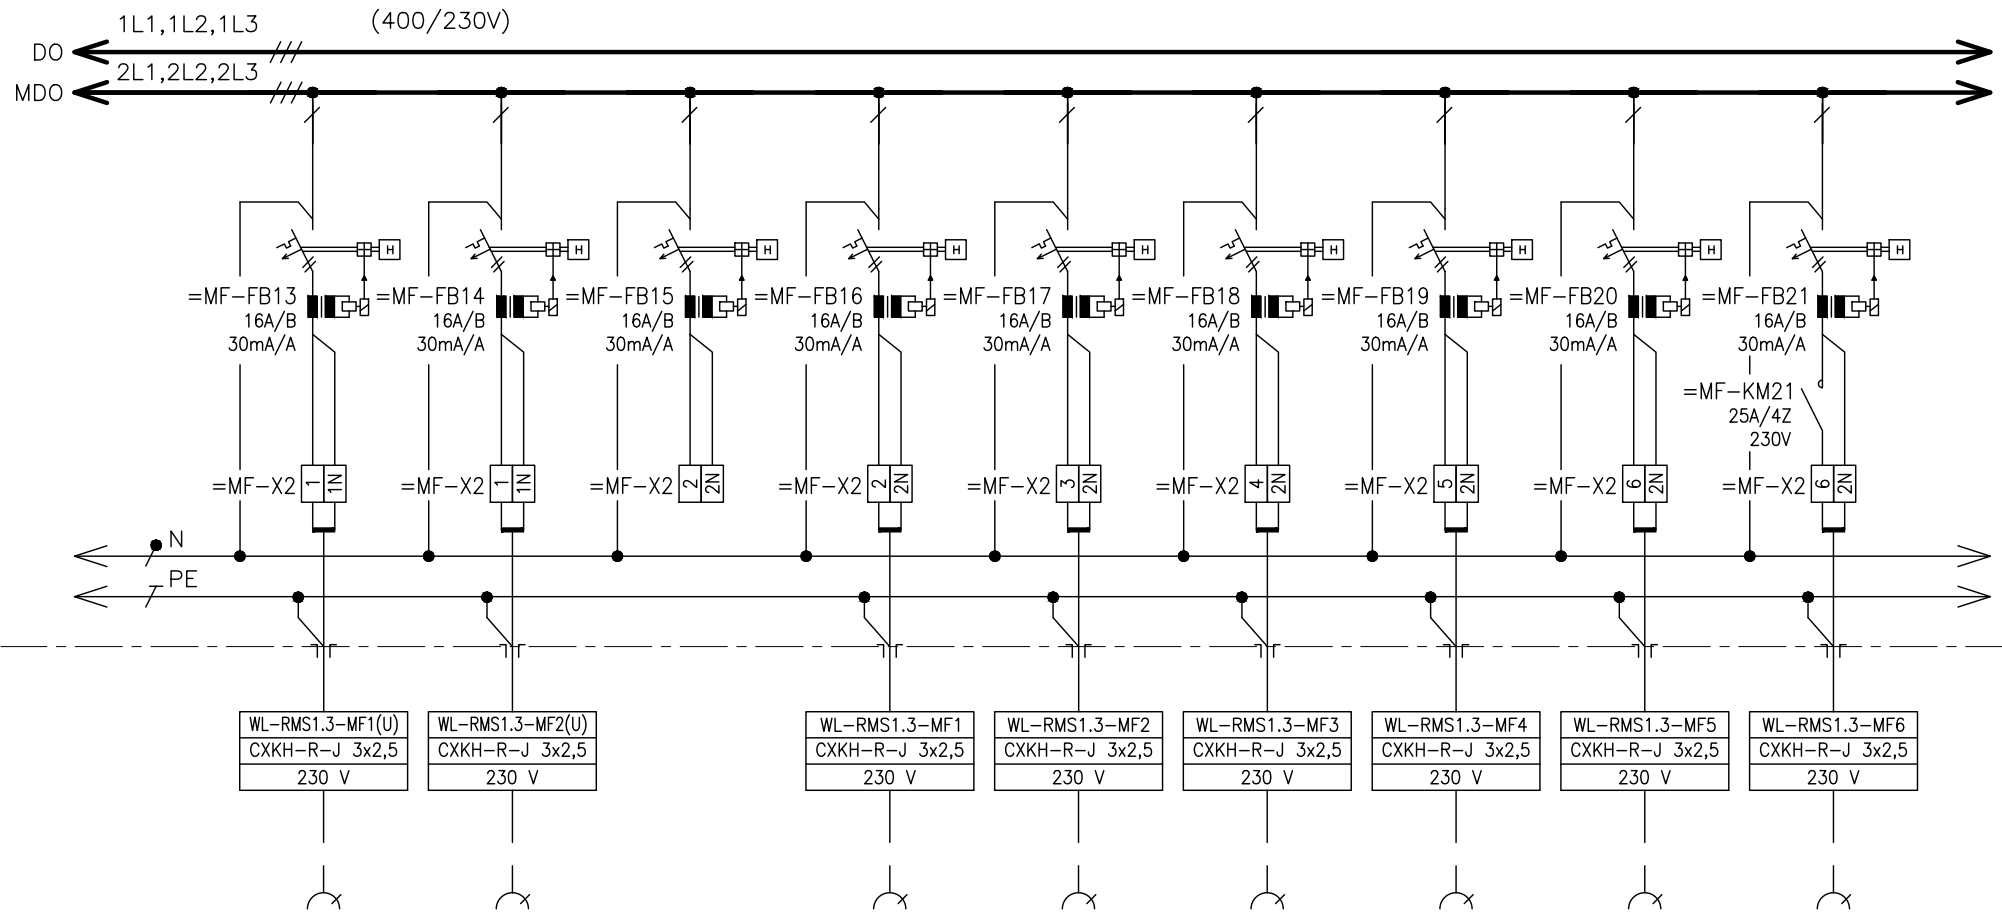 1L1,1L2,1L3 (400/230V)
DO
2L1,2L2,2L3
MDO
H H H H H H H H H
=MF-FB13 =MF-FB14 =MF-FB15 =MF-FB16 =MF-FB17 =MF-FB18 =MF-FB19 =MF-FB20 =MF-FB21
16A/B 16A/B 16A/B 16A/B 16A/B 16A/B 16A/B 16A/B 16A/B
30mA/A 30mA/A 30mA/A 30mA/A 30mA/A 30mA/A 30mA/A 30mA/A 30mA/A
=MF-KM21
25A/4Z
230V
=MF-X2 1 1N =MF-X2 1 1N =MF-X2 2 2N =MF-X2 2 2N =MF-X2 3 2N =MF-X2 4 2N =MF-X2 5 2N =MF-X2 6 2N =MF-X2 6 2N
N
PE
WL-RMS1.3-MF1(U) WL-RMS1.3-MF2(U) WL-RMS1.3-MF1 WL-RMS1.3-MF2 WL-RMS1.3-MF3 WL-RMS1.3-MF4 WL-RMS1.3-MF5 WL-RMS1.3-MF6
CXKH-R-J 3x2,5 CXKH-R-J 3x2,5 CXKH-R-J 3x2,5 CXKH-R-J 3x2,5 CXKH-R-J 3x2,5 CXKH-R-J 3x2,5 CXKH-R-J 3x2,5 CXKH-R-J 3x2,5
230 V 230 V 230 V 230 V 230 V 230 V 230 V 230 V